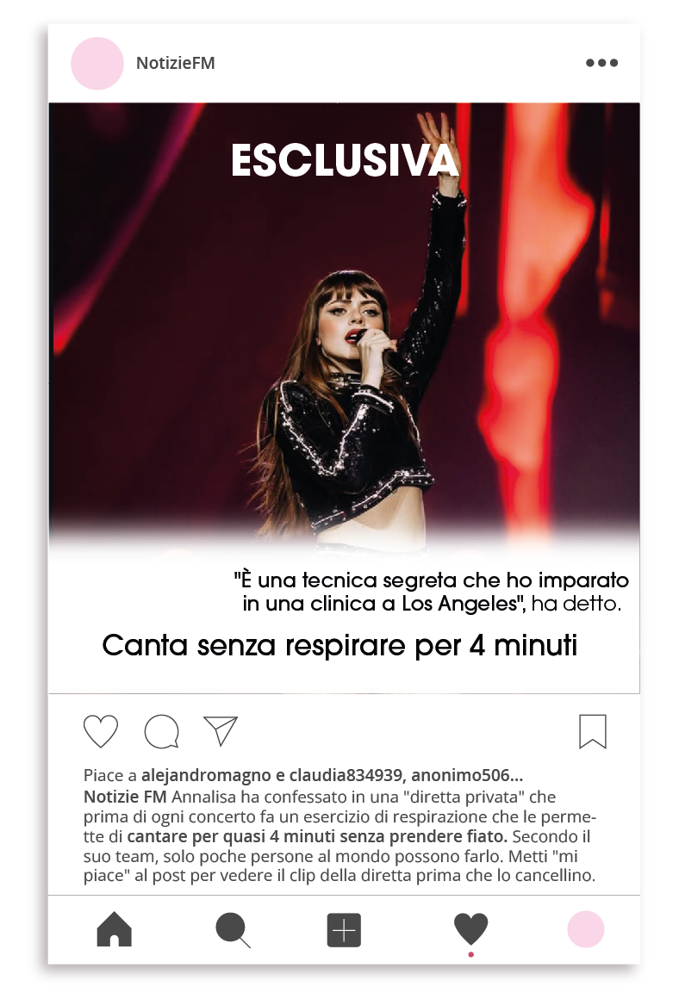 NotizieFM
ESCLUSIVA
"È una tecnica segreta che ho imparato
in una clinica a Los Angeles", ha detto.
Canta senza respirare per 4 minuti
Piace a alejandromagno e claudia834939, anonimo506...
Notizie FM Annalisa ha confessato in una "diretta privata" che
prima di ogni concerto fa un esercizio di respirazione che le perme-
tte di cantare per quasi 4 minuti senza prendere fiato. Secondo il
suo team, solo poche persone al mondo possono farlo. Metti "mi
piace" al post per vedere il clip della diretta prima che lo cancellino.